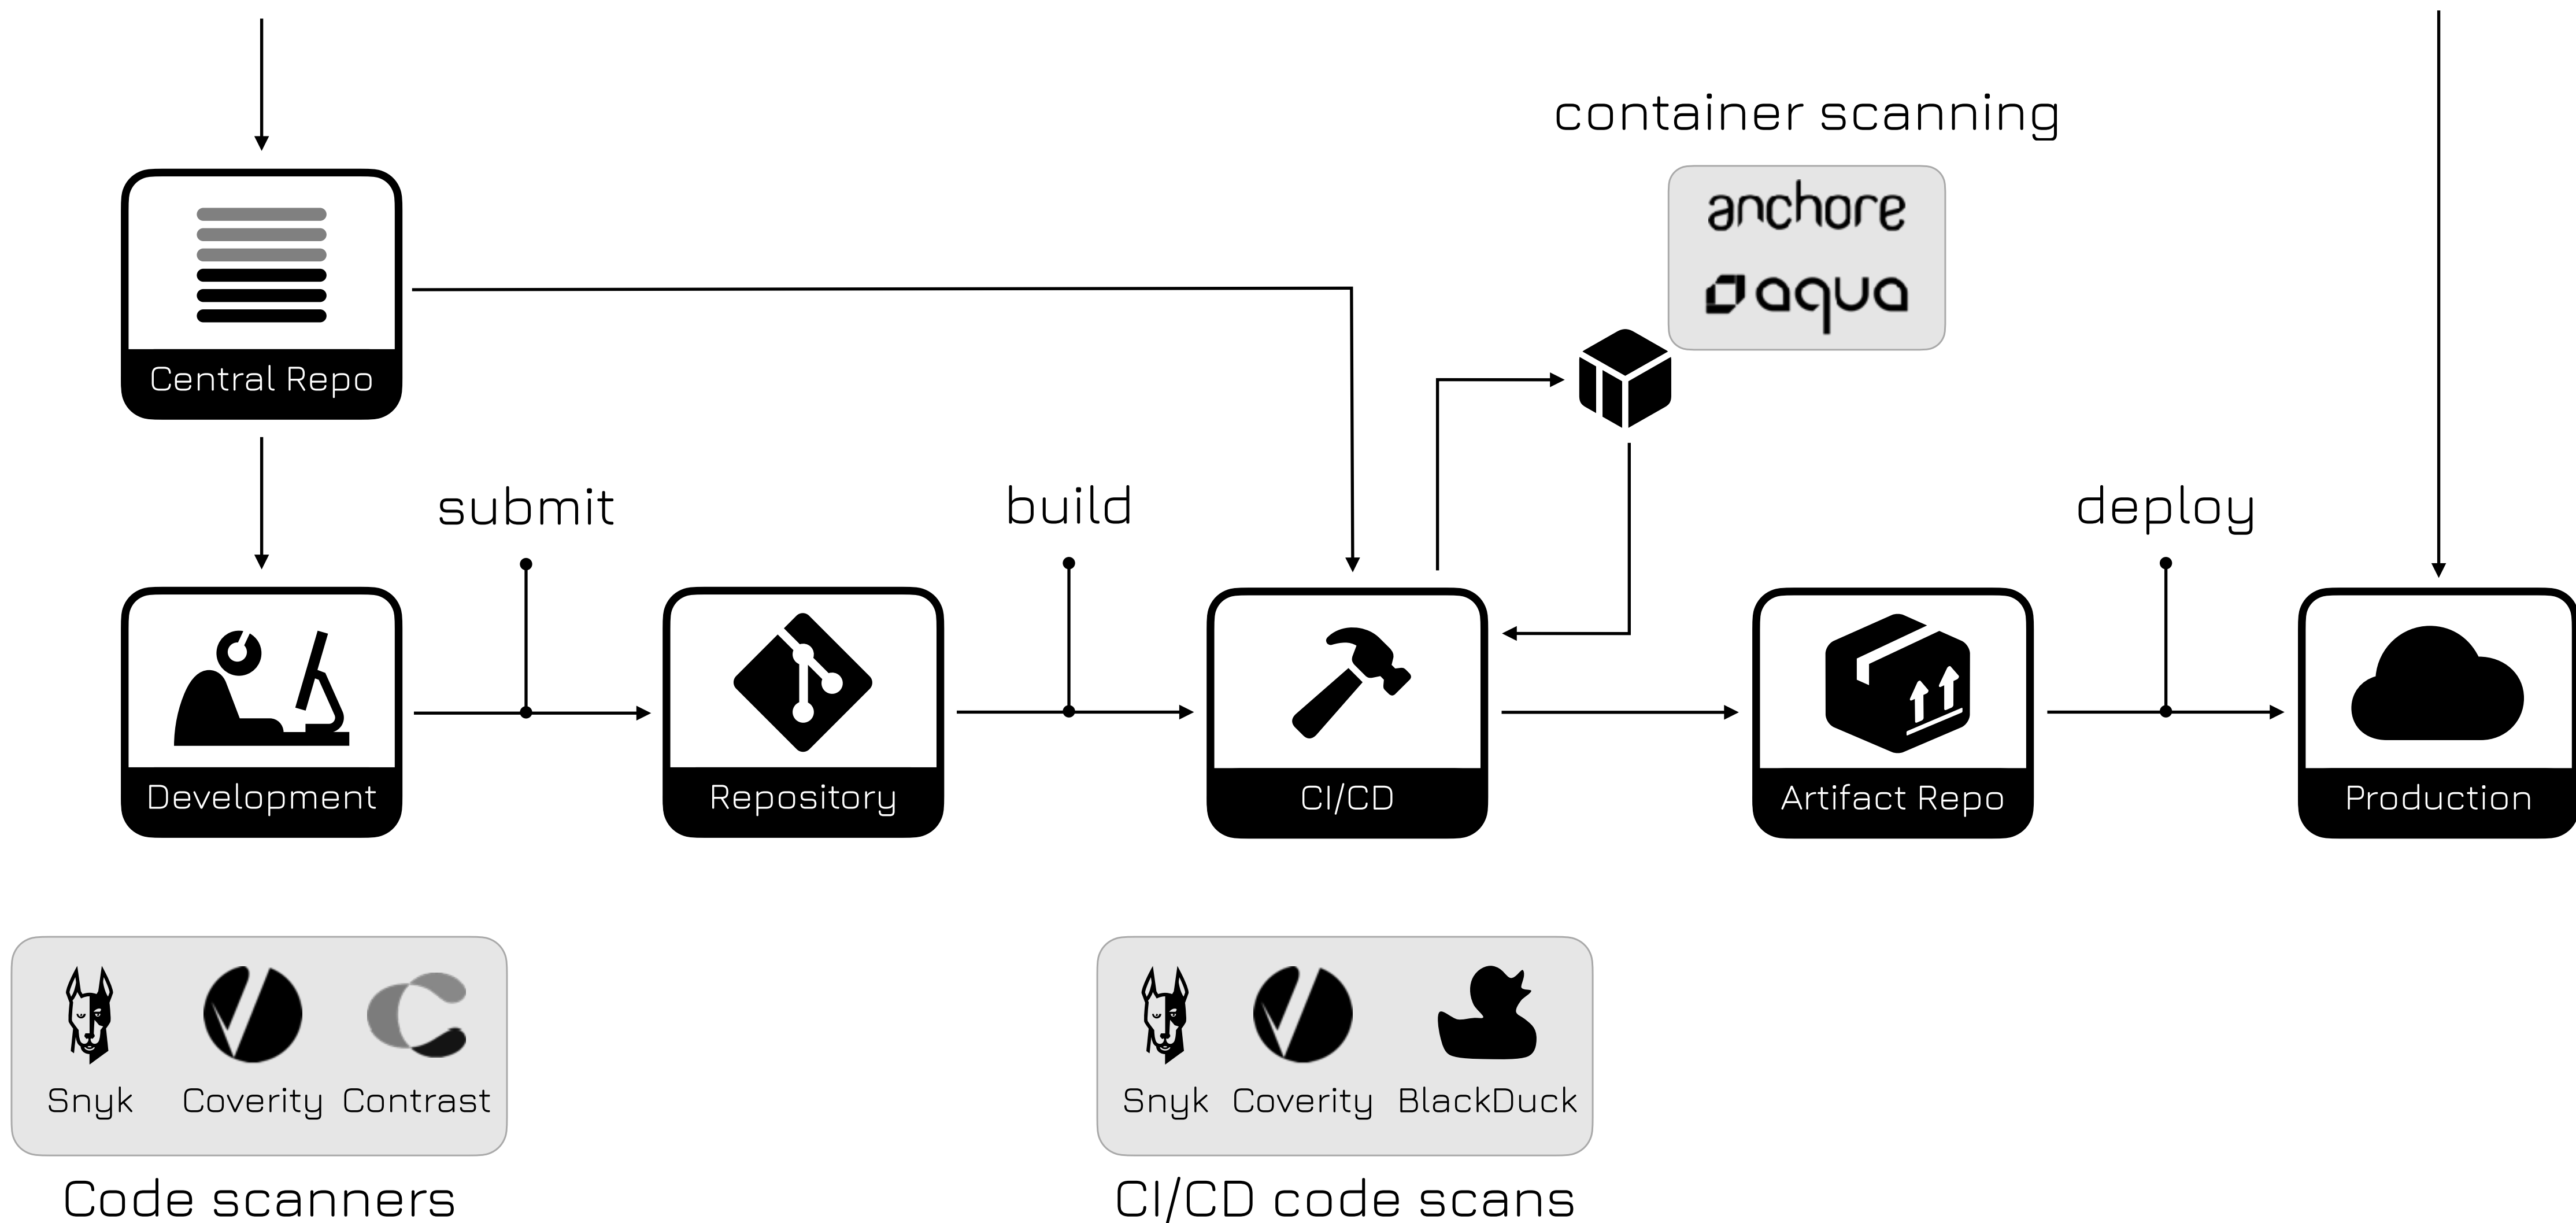 container scanning
anchore
aqua
Central Repo
submit
build
deploy
Development
Repository
CI/CD
Artifact Repo
Production
Snyk
Coverity
Contrast
Snyk
Coverity
BlackDuck
Code scanners
CI/CD code scans